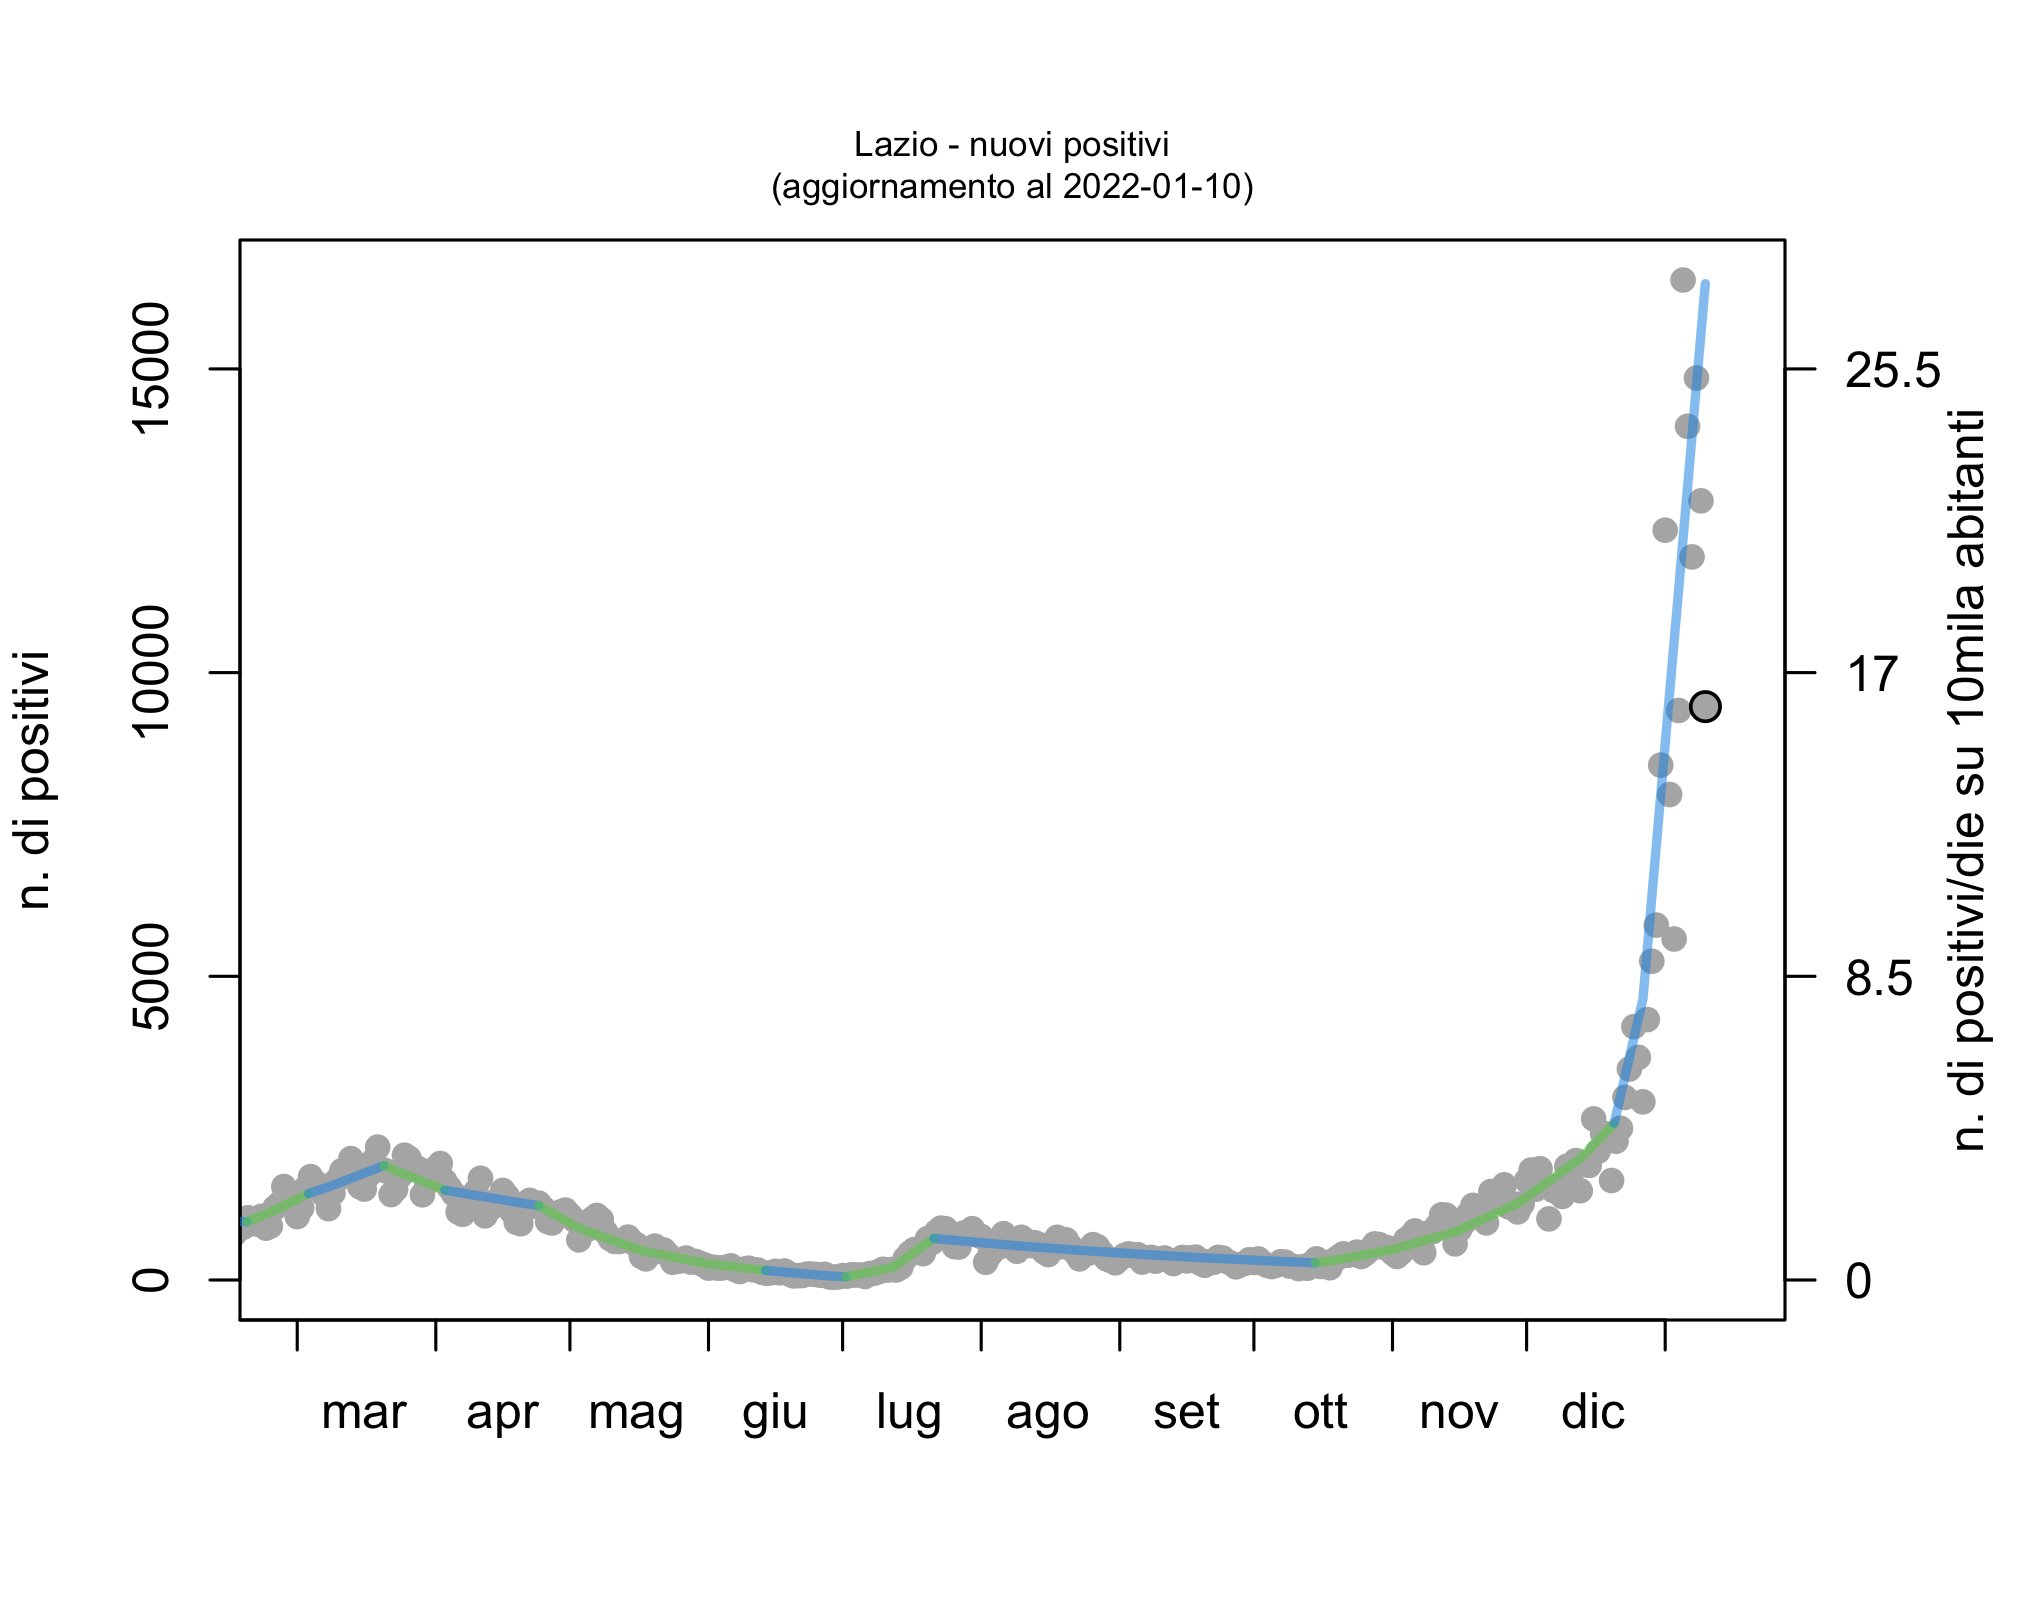 Lazio - nuovi positivi
(aggiornamento al 2022-01-10)
n. di positivi
15000
10000
5000
0
25.5
17
8.5
0
n. di positivi/die su 10mila abitanti
mar apr mag giu lug ago set ott nov dic